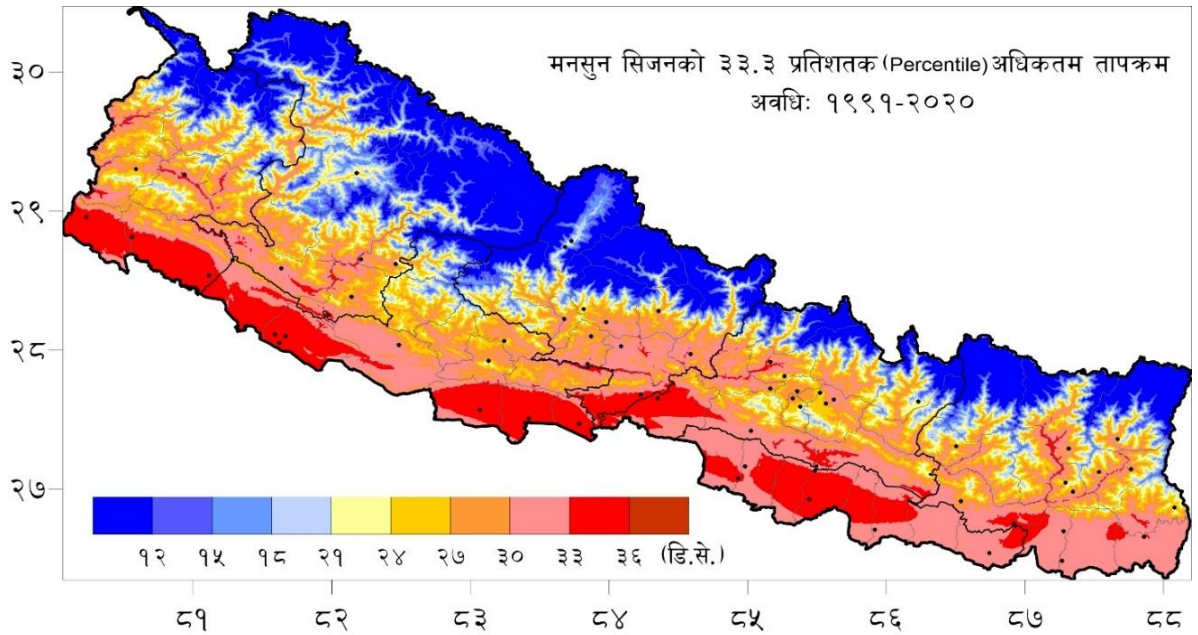 मनसुन सिजनको ३३.३ प्रतिशतक (Percentile) अधिकतम तापक्रम
अवधिः १९९१-२०२०
३०
२९
२८
२७
१२ १५ १८ २१ २४ २७ ३० ३३ ३६ (डि.से.)
८१ ८२ ८३ ८४ ८५ ८६ ८७ ८८